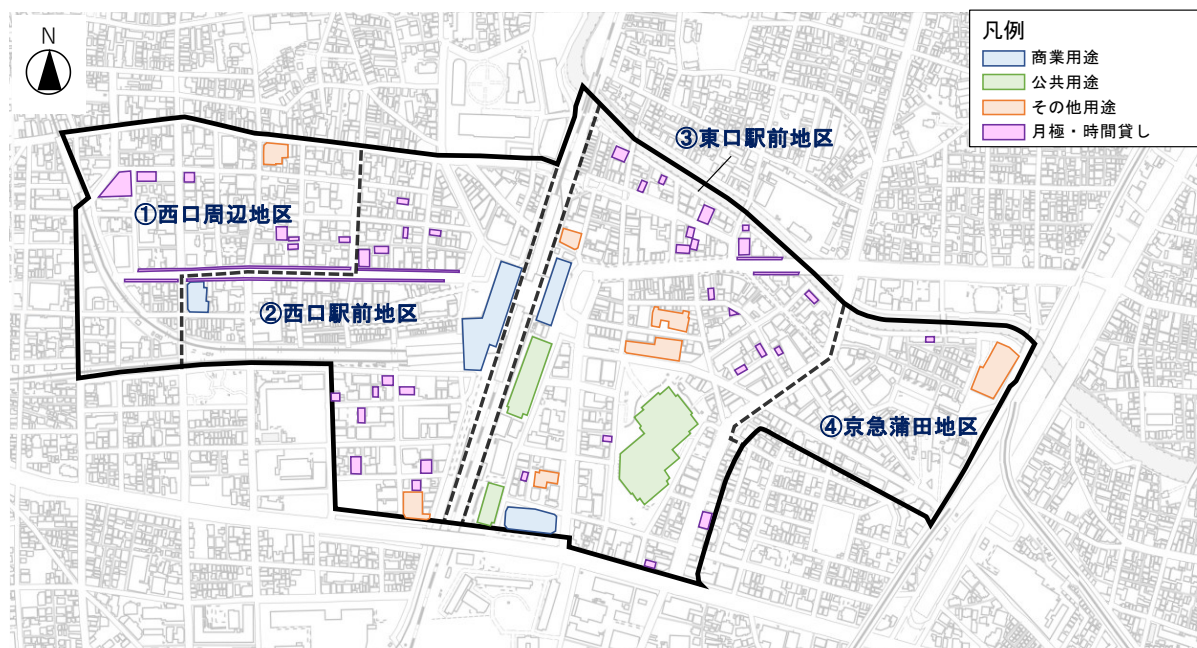 N
凡例
商業用途
公共用途
その他用途
月極・時間貸し
③東口駅前地区
①西口周辺地区
②西口駅前地区
④京急蒲田地区